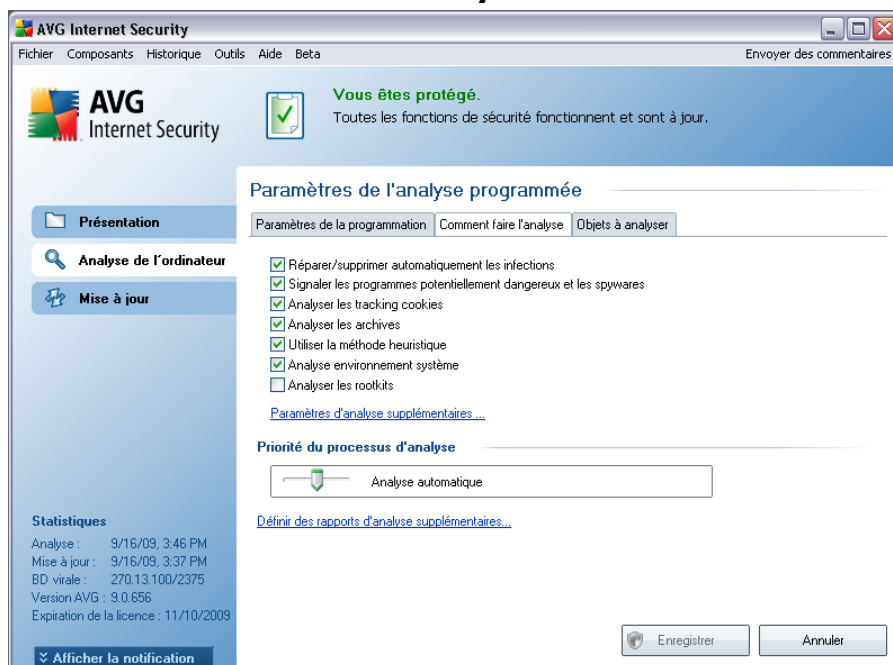 AVG Internet Security
Fichier Composants Historique Outils Aide Beta Envoyer des commentaires
AVG
Internet Security
Vous êtes protégé.
Toutes les fonctions de sécurité fonctionnent et sont à jour.
Présentation
Analyse de l'ordinateur
Mise à jour
Paramètres de l'analyse programmée
Paramètres de la programmation Comment faire l'analyse Objets à analyser
Réparer/supprimer automatiquement les infections
Signaler les programmes potentiellement dangereux et les spywares
Analyser les tracking cookies
Analyser les archives
Utiliser la méthode heuristique
Analyse environnement système
Analyser les rootkits
Paramètres d'analyse supplémentaires ...
Priorité du processus d'analyse
Analyse automatique
Définir des rapports d'analyse supplémentaires...
Statistiques
Analyse : 9/16/09, 3:46 PM
Mise à jour : 9/16/09, 3:37 PM
BD virale : 270.13.100/2375
Version AVG : 9.0.656
Expiration de la licence : 11/10/2009
Afficher la notification
Enregistrer Annuler